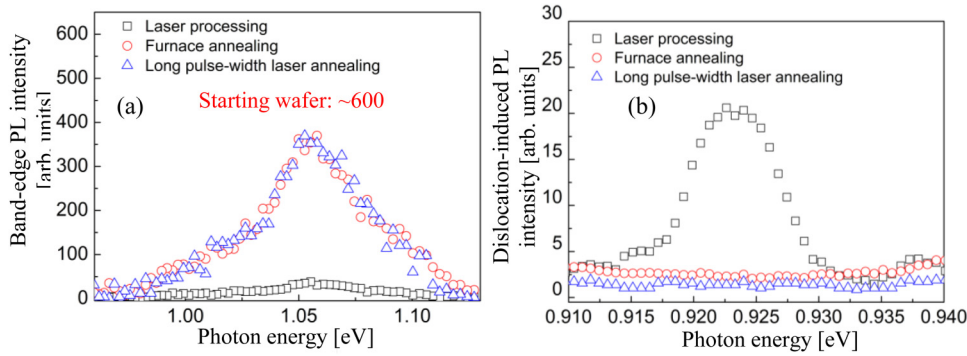 Band-edge PL intensity
[arb. units]
600
500
400
300
200
100
0
Laser processing
Furnace annealing
Long pulse-width laser annealing
(a)
Starting wafer: ~600
1.00
1.10
Photon energy [eV]
Dislocation-induced PL
intensity [arb. units]
30
25
20
15
10
5
0
Laser processing
Furnace annealing
Long pulse-width laser annealing
(b)
0.910
0.915
0.920
0.925
0.930
0.935
0.940
Photon energy [eV]